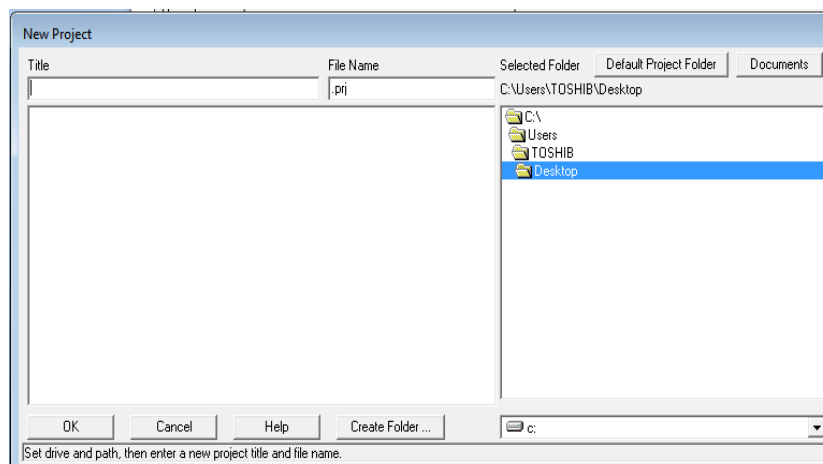 New Project
Title
File Name
Selected Folder
Default Project Folder
Documents
.prj
C:\Users\TOSHIB\Desktop
C:\
Users
TOSHIB
Desktop
OK
Cancel
Help
Create Folder ...
c:
Set drive and path, then enter a new project title and file name.